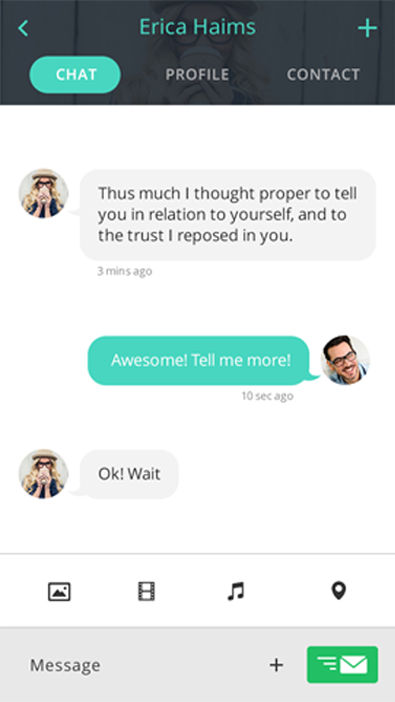 Erica Haims
CHAT PROFILE CONTACT
Thus much I thought proper to tell
you in relation to yourself, and to
the trust I reposed in you.
3 mins ago
Awesome! Tell me more!
10 sec ago
Ok! Wait
Message